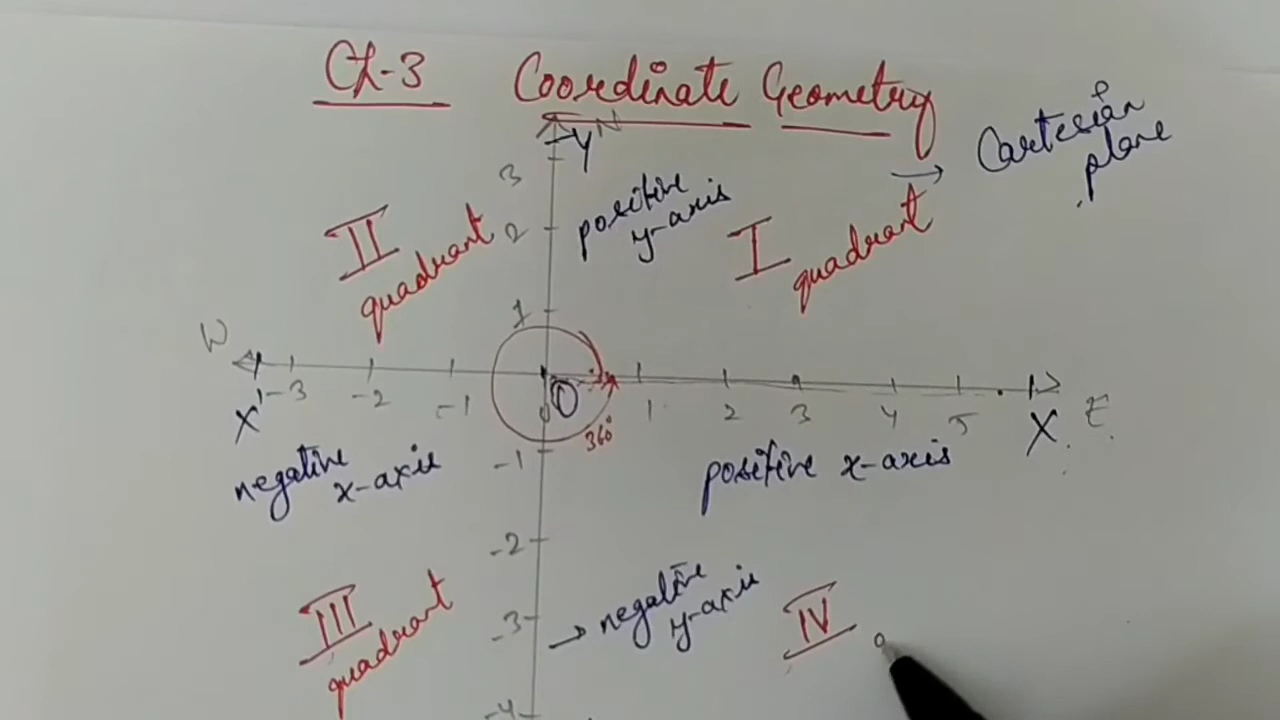 Ch-3 Coordinate Geometry
Cartesian
plane
Y N
3
positive
y-axis
II
quadrant
2
I
quadrant
1
W
-3 -2 -1 O 1 2 3 4 5
X' X E
360°
negative
x-axis
-1
positive x-axis
-2
III
quadrant
-3
negative
y-axis
IV
-4